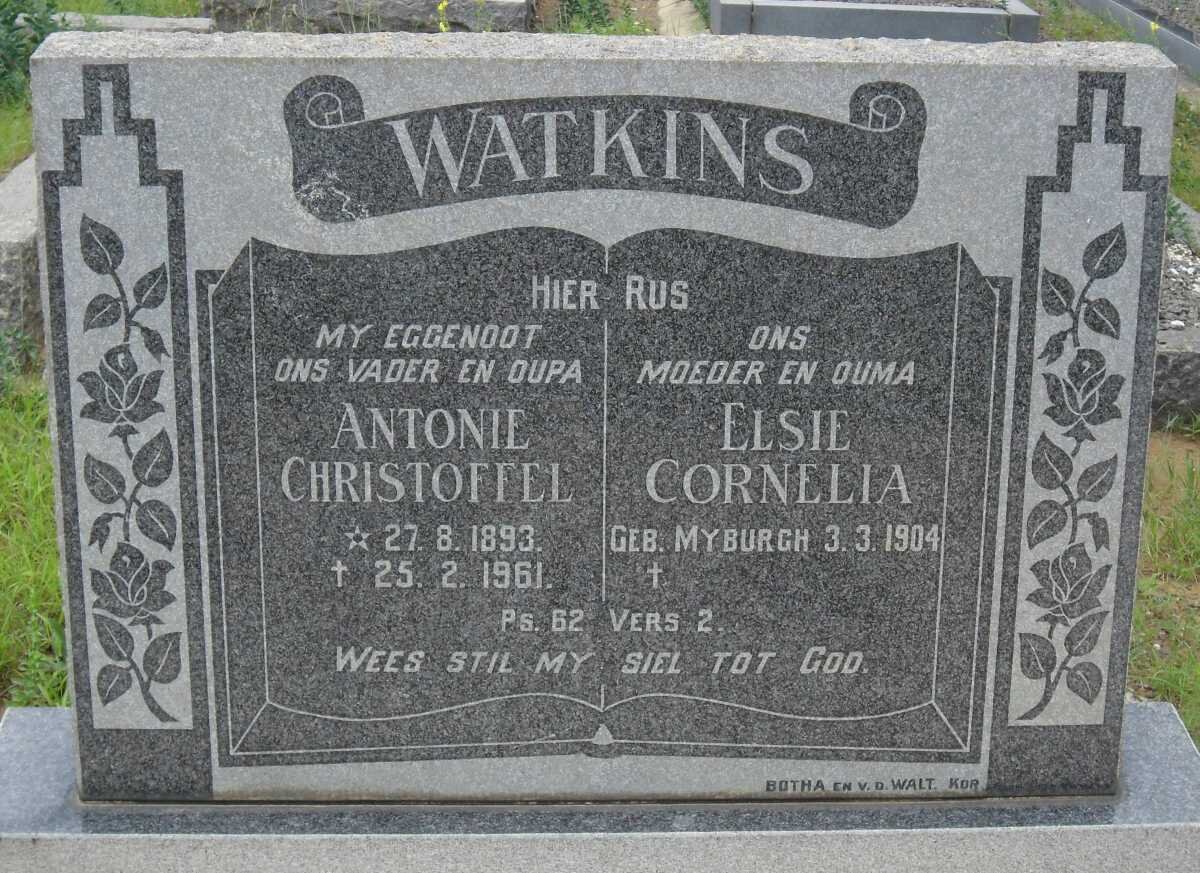 WATKINS
HIER RUS
MY EGGENOOT
ONS VADER EN OUPA
ANTONIE
CHRISTOFFEL
☆ 27. 8. 1893.
† 25. 2. 1961.
ONS
MOEDER EN OUMA
ELSIE
CORNELIA
GEB. MYBURGH 3. 3. 1904
†
PS. 62 VERS 2.
WEES STIL MY SIEL TOT GOD.
BOTHA EN V. D. WALT. KOR